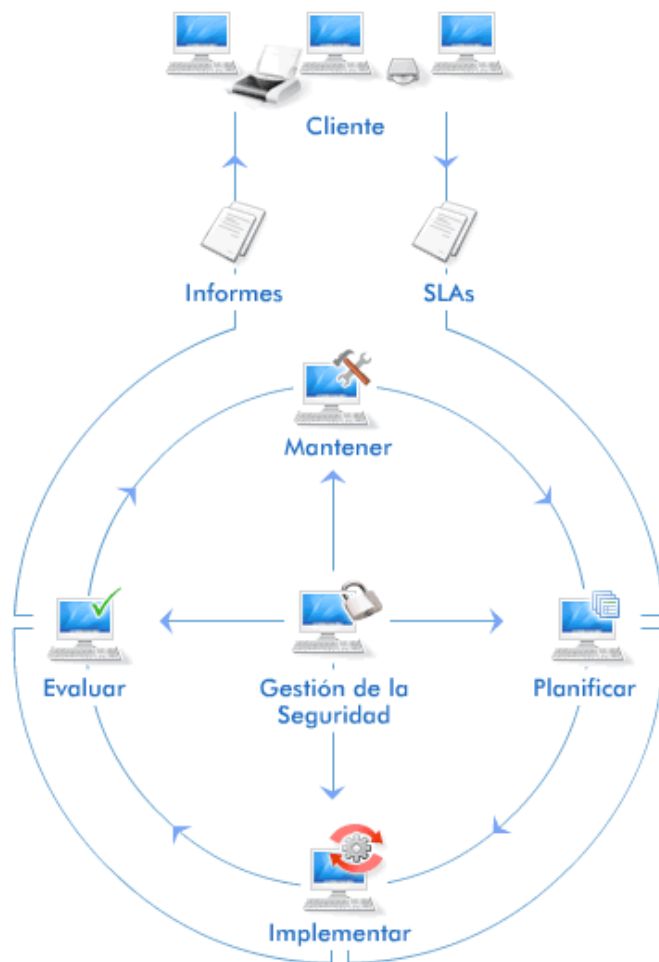 Cliente
Informes
SLAs
Mantener
Evaluar
Gestión de la
Seguridad
Planificar
Implementar